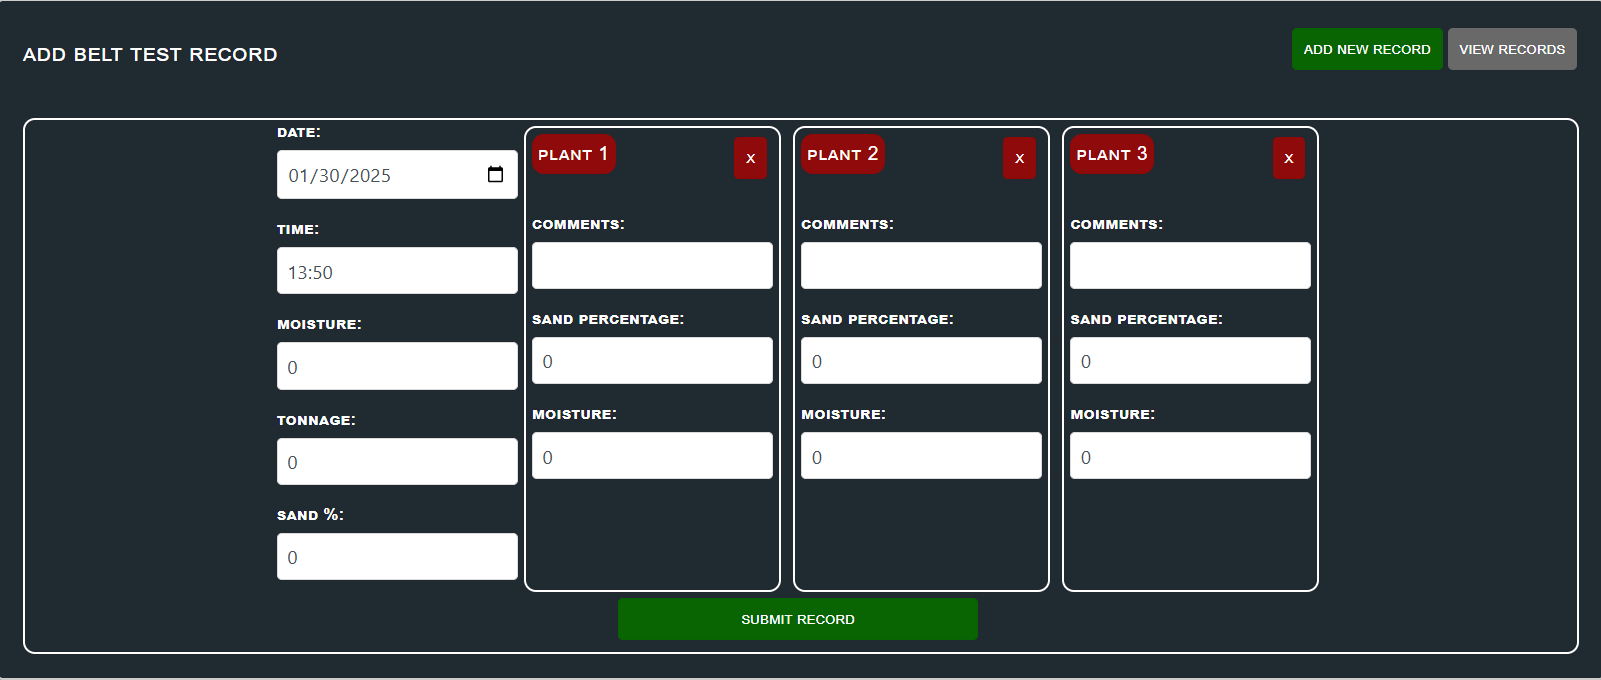 ADD BELT TEST RECORD
ADD NEW RECORD
VIEW RECORDS
DATE:
01/30/2025
TIME:
13:50
MOISTURE:
0
TONNAGE:
0
SAND %:
0
PLANT 1
X
COMMENTS:
SAND PERCENTAGE:
0
MOISTURE:
0
PLANT 2
X
COMMENTS:
SAND PERCENTAGE:
0
MOISTURE:
0
PLANT 3
X
COMMENTS:
SAND PERCENTAGE:
0
MOISTURE:
0
SUBMIT RECORD